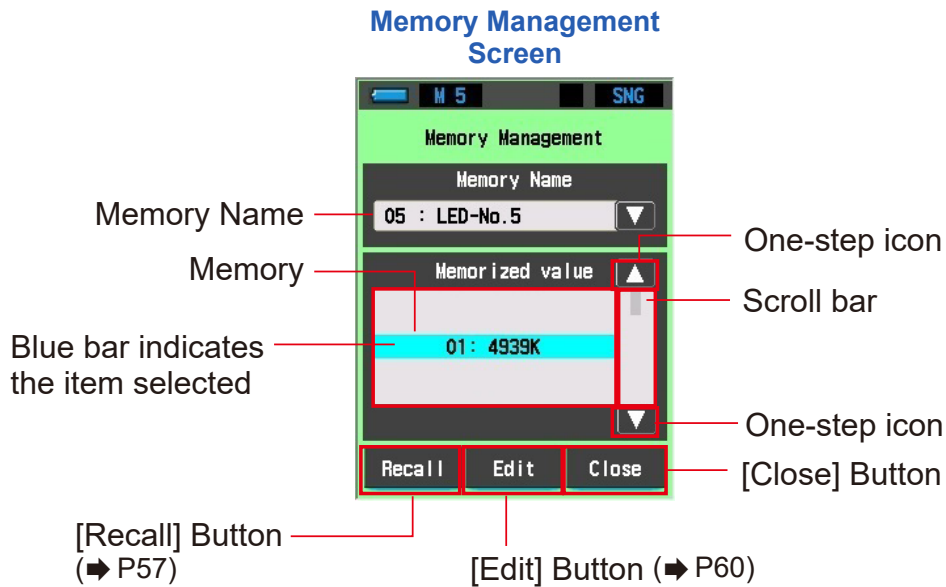 Memory Management
Screen
M 5 SNG
Memory Management
Memory Name
Memory Name
05 : LED-No.5
One-step icon
Memory
Memorized value
Scroll bar
Blue bar indicates
the item selected
01: 4939K
One-step icon
Recall Edit Close
[Close] Button
[Recall] Button
(➡ P57)
[Edit] Button (➡ P60)